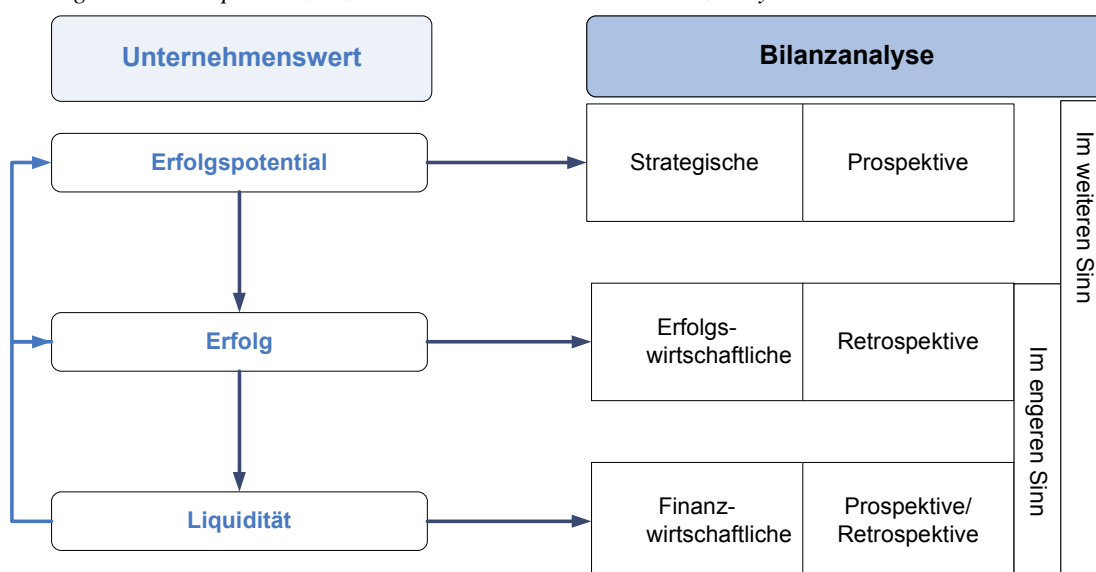 Unternehmenswert
Bilanzanalyse
Erfolgspotential
Strategische
Prospektive
Im weiteren Sinn
Erfolg
Erfolgs-
wirtschaftliche
Retrospektive
Im engeren Sinn
Liquidität
Finanz-
wirtschaftliche
Prospektive/
Retrospektive